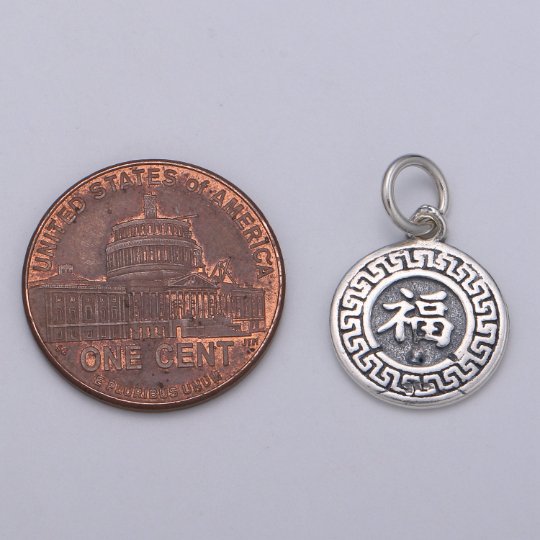 UNITED STATES of AMERICA
ONE CENT
E PLURIBUS UNUM
福